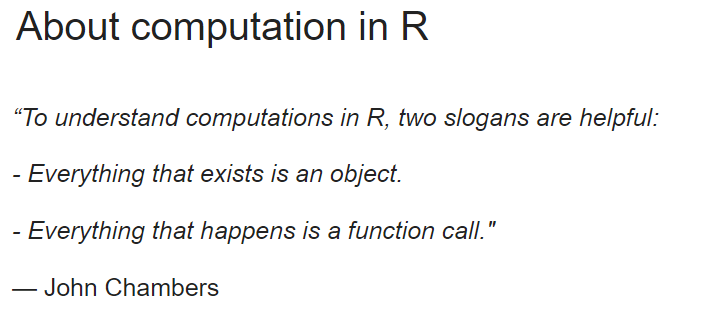 About computation in R
“To understand computations in R, two slogans are helpful:
- Everything that exists is an object.
- Everything that happens is a function call."
— John Chambers